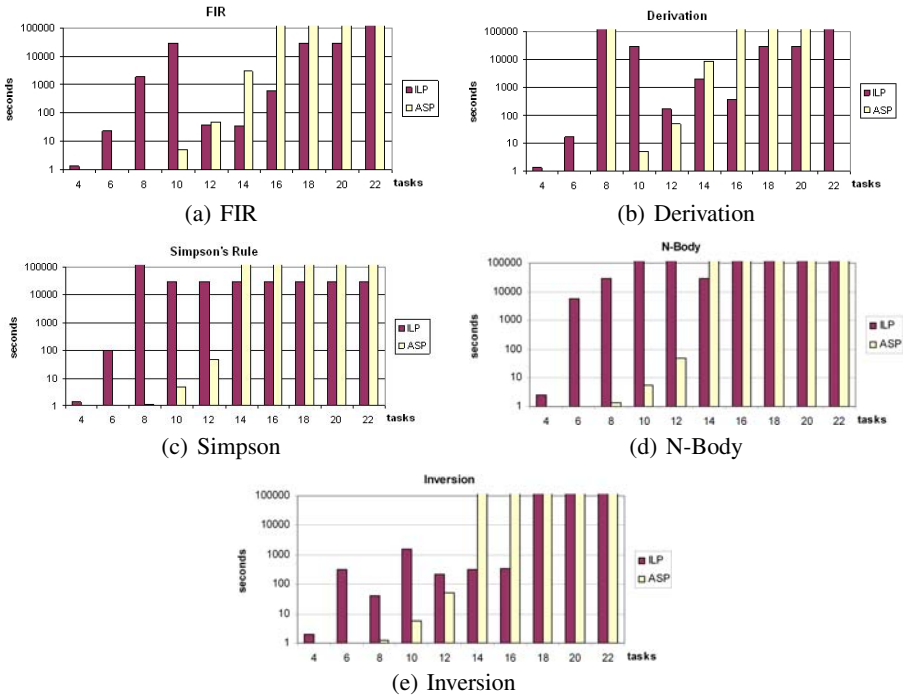 FIR
100000
10000
1000
100
10
1
seconds
4 6 8 10 12 14 16 18 20 22 tasks
ILP
ASP
(a) FIR
Derivation
100000
10000
1000
100
10
1
seconds
4 6 8 10 12 14 16 18 20 22 tasks
ILP
ASP
(b) Derivation
Simpson's Rule
100000
10000
1000
100
10
1
seconds
4 6 8 10 12 14 16 18 20 22 tasks
ILP
ASP
(c) Simpson
N-Body
100000
10000
1000
100
10
1
seconds
4 6 8 10 12 14 16 18 20 22 tasks
ILP
ASP
(d) N-Body
Inversion
100000
10000
1000
100
10
1
seconds
4 6 8 10 12 14 16 18 20 22 tasks
ILP
ASP
(e) Inversion